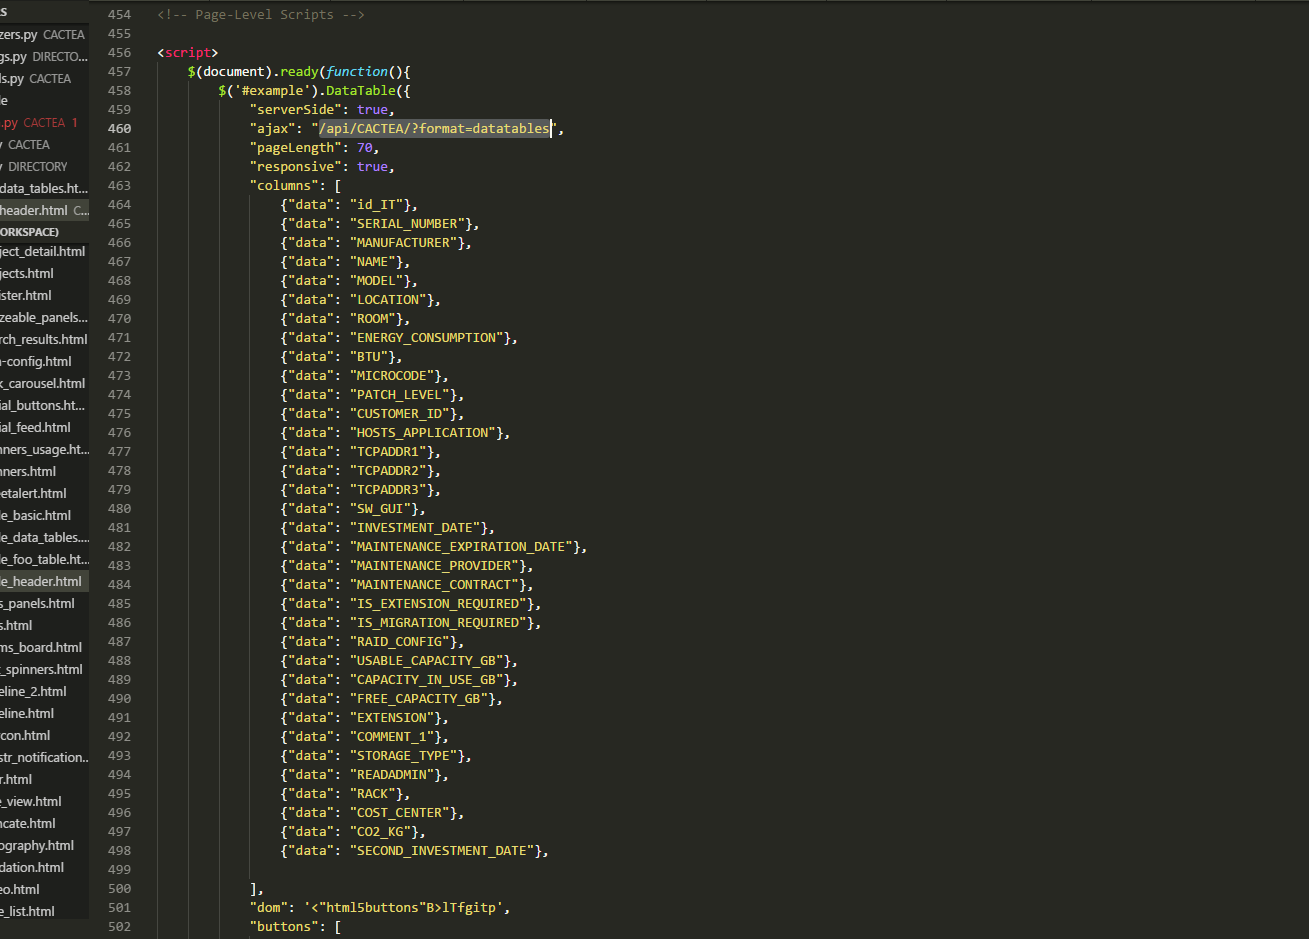 RS
zers.py CACTEA
gs.py DIRECTO...
ls.py CACTEA
le
.py CACTEA 1
y CACTEA
y DIRECTORY
data_tables.ht...
header.html C...
ORKSPACE)
ject_detail.html
jects.html
ister.html
zeable_panels...
rch_results.html
n-config.html
k_carousel.html
ial_buttons.ht...
ial_feed.html
nners_usage.ht...
nners.html
eetalert.html
le_basic.html
le_data_tables....
le_foo_table.ht...
le_header.html
s_panels.html
s.html
ms_board.html
t_spinners.html
eline_2.html
eline.html
con.html
str_notification...
r.html
e_view.html
ncate.html
ography.html
dation.html
eo.html
e_list.html
454 <!-- Page-Level Scripts -->
455
456 <script>
457 $(document).ready(function(){
458 $('#example').DataTable({
459 "serverSide": true,
460 "ajax": "/api/CACTEA/?format=datatables",
461 "pageLength": 70,
462 "responsive": true,
463 "columns": [
464 {"data": "id_IT"},
465 {"data": "SERIAL_NUMBER"},
466 {"data": "MANUFACTURER"},
467 {"data": "NAME"},
468 {"data": "MODEL"},
469 {"data": "LOCATION"},
470 {"data": "ROOM"},
471 {"data": "ENERGY_CONSUMPTION"},
472 {"data": "BTU"},
473 {"data": "MICROCODE"},
474 {"data": "PATCH_LEVEL"},
475 {"data": "CUSTOMER_ID"},
476 {"data": "HOSTS_APPLICATION"},
477 {"data": "TCPADDR1"},
478 {"data": "TCPADDR2"},
479 {"data": "TCPADDR3"},
480 {"data": "SW_GUI"},
481 {"data": "INVESTMENT_DATE"},
482 {"data": "MAINTENANCE_EXPIRATION_DATE"},
483 {"data": "MAINTENANCE_PROVIDER"},
484 {"data": "MAINTENANCE_CONTRACT"},
485 {"data": "IS_EXTENSION_REQUIRED"},
486 {"data": "IS_MIGRATION_REQUIRED"},
487 {"data": "RAID_CONFIG"},
488 {"data": "USABLE_CAPACITY_GB"},
489 {"data": "CAPACITY_IN_USE_GB"},
490 {"data": "FREE_CAPACITY_GB"},
491 {"data": "EXTENSION"},
492 {"data": "COMMENT_1"},
493 {"data": "STORAGE_TYPE"},
494 {"data": "READADMIN"},
495 {"data": "RACK"},
496 {"data": "COST_CENTER"},
497 {"data": "CO2_KG"},
498 {"data": "SECOND_INVESTMENT_DATE"},
499
500 ],
501 "dom": '<"html5buttons"B>lTfgitp',
502 "buttons": [